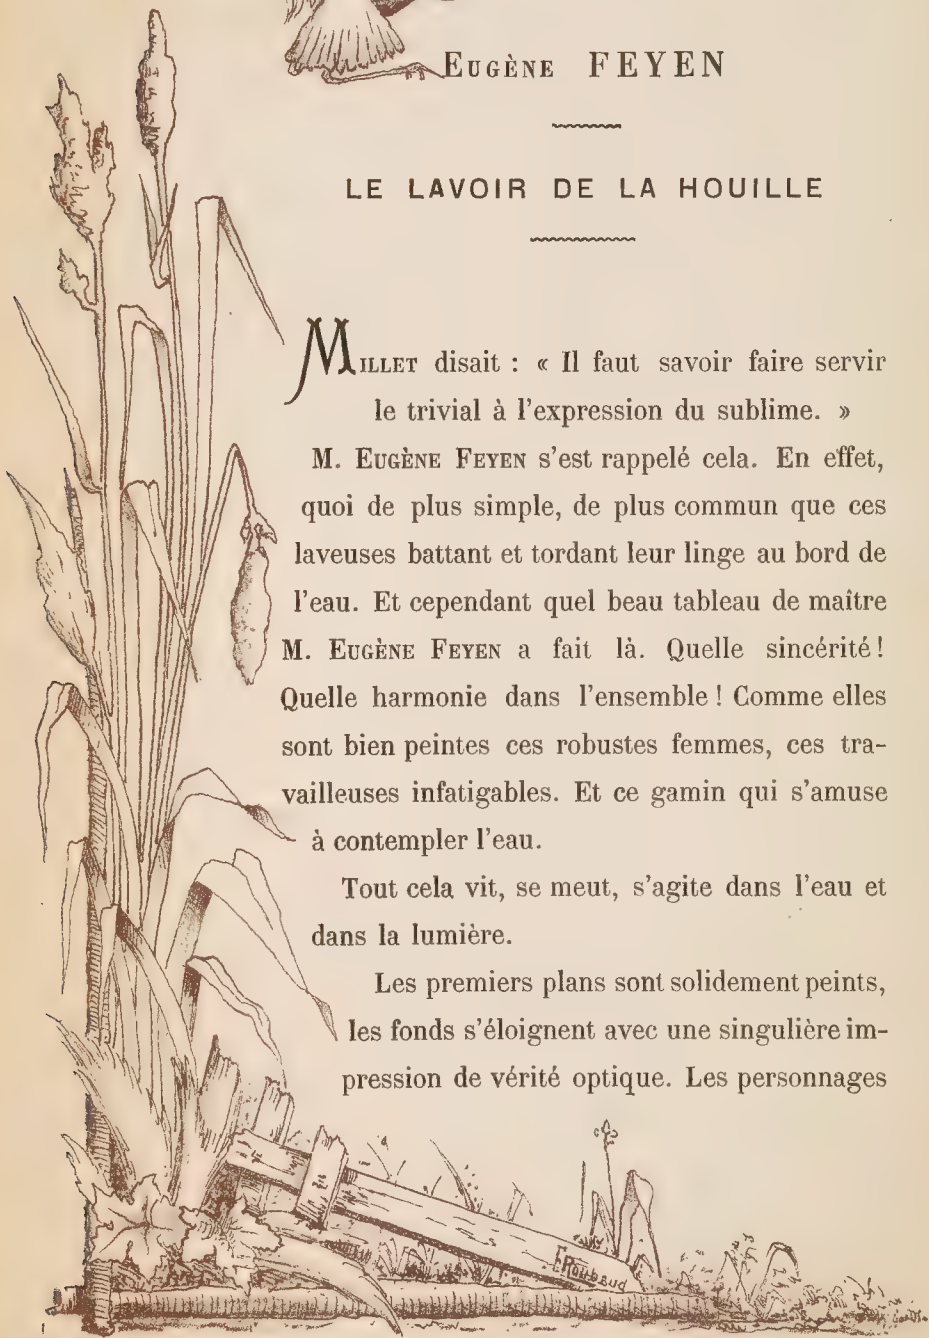 EUGÈNE FEYEN
LE LAVOIR DE LA HOUILLE
MILLET disait : « Il faut savoir faire servir
le trivial à l'expression du sublime. »
M. EUGÈNE FEYEN s'est rappelé cela. En effet,
quoi de plus simple, de plus commun que ces
laveuses battant et tordant leur linge au bord de
l'eau. Et cependant quel beau tableau de maître
M. EUGÈNE FEYEN a fait là. Quelle sincérité!
Quelle harmonie dans l'ensemble! Comme elles
sont bien peintes ces robustes femmes, ces tra-
vailleuses infatigables. Et ce gamin qui s'amuse
à contempler l'eau.
Tout cela vit, se meut, s'agite dans l'eau et
dans la lumière.
Les premiers plans sont solidement peints,
les fonds s'éloignent avec une singulière im-
pression de vérité optique. Les personnages
F. Roubaud